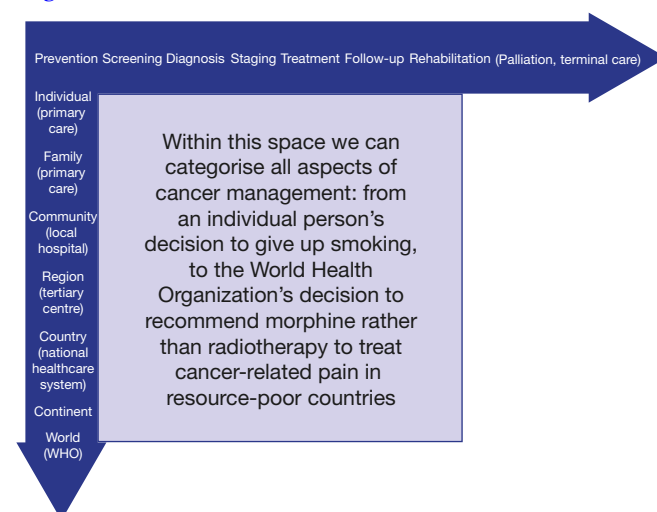 Prevention Screening Diagnosis Staging Treatment Follow-up Rehabilitation (Palliation, terminal care)
Individual
(primary
care)
Family
(primary
care)
Community
(local
hospital)
Region
(tertiary
centre)
Country
(national
healthcare
system)
Continent
World
(WHO)
Within this space we can
categorise all aspects of
cancer management: from
an individual person’s
decision to give up smoking,
to the World Health
Organization’s decision to
recommend morphine rather
than radiotherapy to treat
cancer-related pain in
resource-poor countries